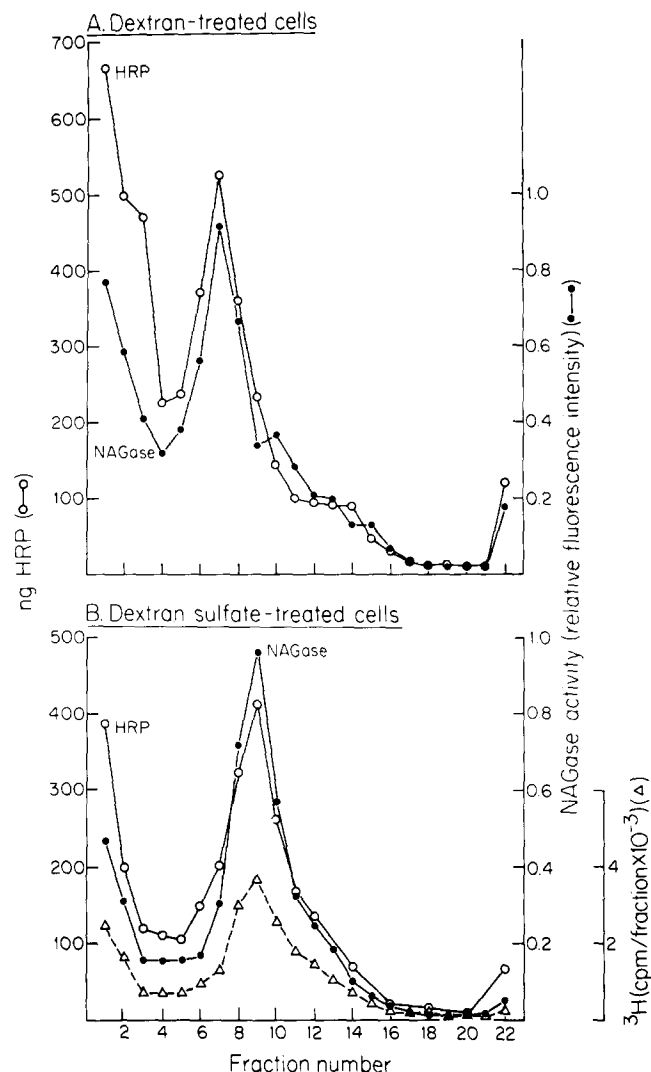 A. Dextran-treated cells
700
600
500
400
300
200
100
HRP
NAGase
1.0
0.8
0.6
0.4
0.2
ng HRP (o—o)
NAGase activity (relative fluorescence intensity) (●—●)
B. Dextran sulfate-treated cells
500
400
300
200
100
HRP
NAGase
1.0
0.8
0.6
0.4
0.2
4
2
³H (cpm/fraction×10⁻³) (△)
2 4 6 8 10 12 14 16 18 20 22
Fraction number